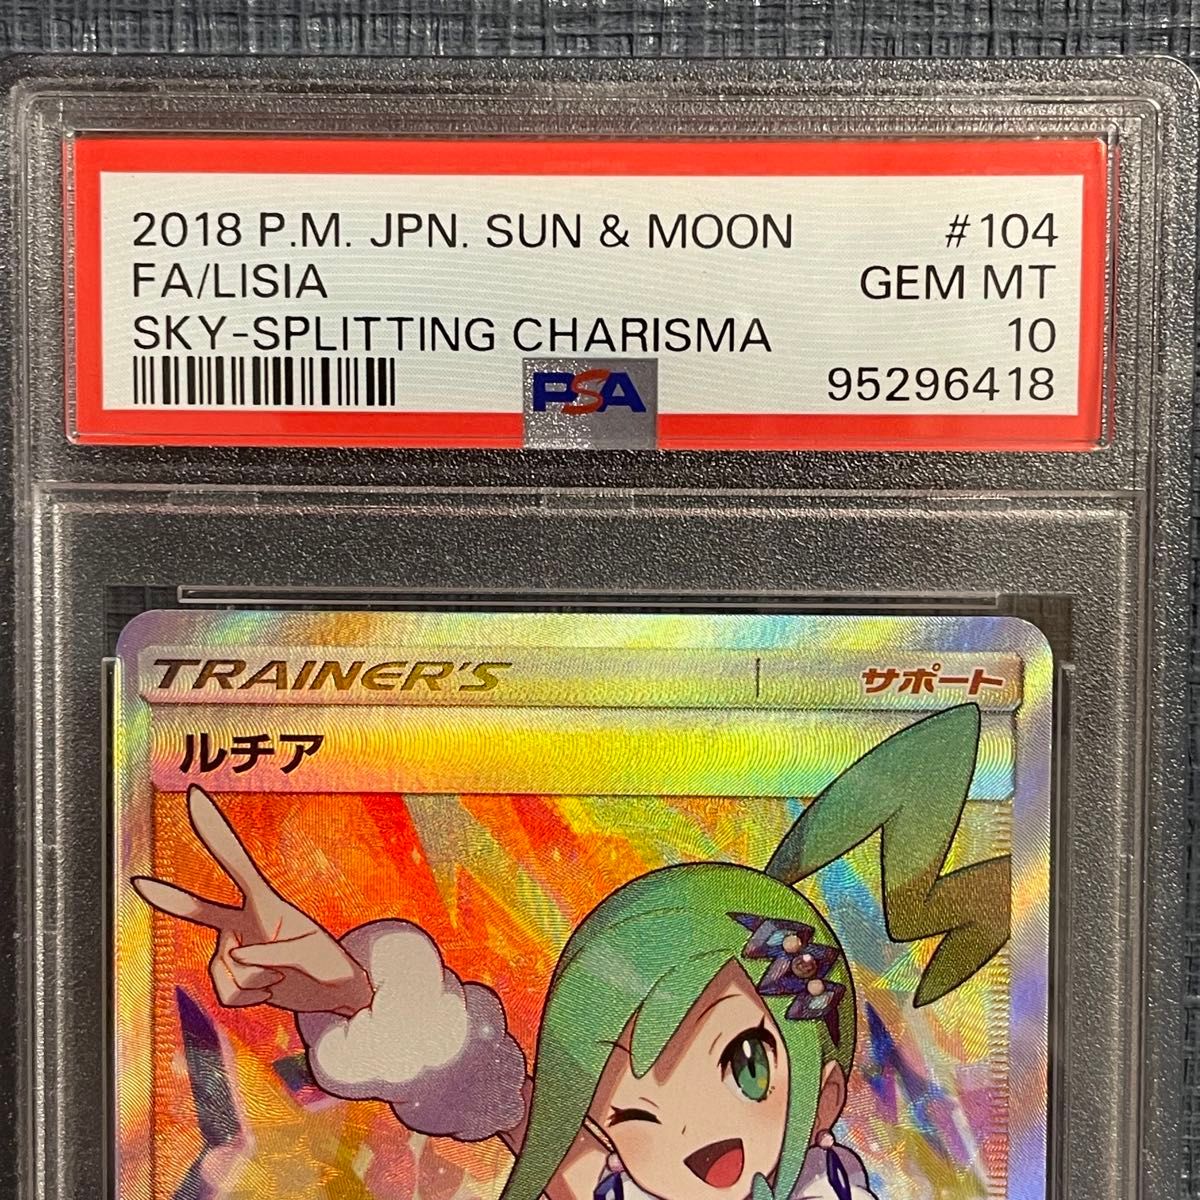 2018 P.M. JPN. SUN & MOON #104
FA/LISIA GEM MT
SKY-SPLITTING CHARISMA 10
PSA 95296418
TRAINER'S サポート
ルチア